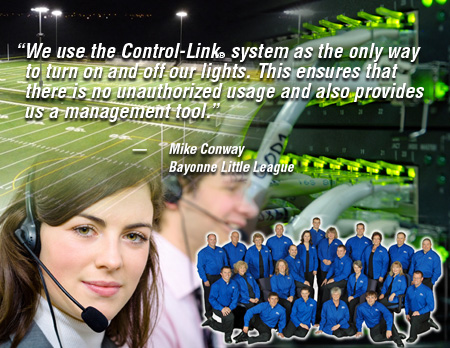 “We use the Control-Link® system as the only way
to turn on and off our lights. This ensures that
there is no unauthorized usage and also provides
us a management tool.”
— Mike Conway
Bayonne Little League